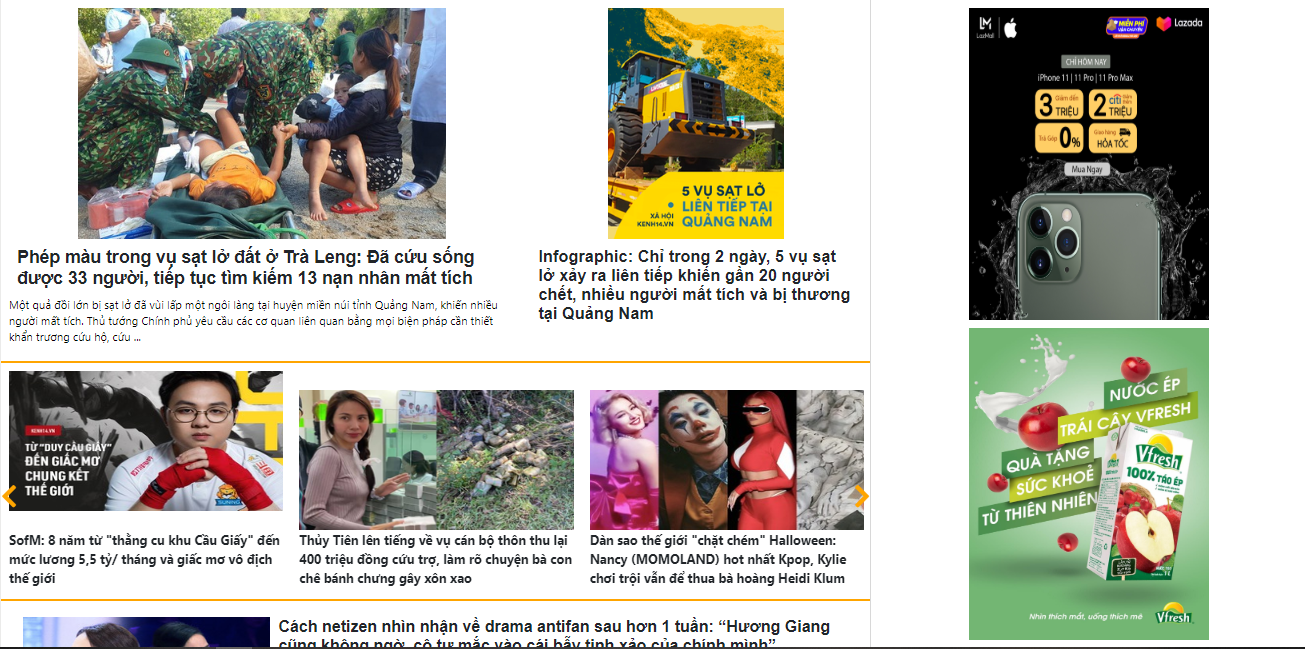 Phép màu trong vụ sạt lở đất ở Trà Leng: Đã cứu sống
được 33 người, tiếp tục tìm kiếm 13 nạn nhân mất tích
Một quả đồi lớn bị sạt lở đã vùi lấp một ngôi làng tại huyện miền núi tỉnh Quảng Nam, khiến nhiều
người mất tích. Thủ tướng Chính phủ yêu cầu các cơ quan liên quan bằng mọi biện pháp cần thiết
khẩn trương cứu hộ, cứu ...
5 VỤ SẠT LỞ
LIÊN TIẾP TẠI
QUẢNG NAM
XÃ HỘI
KENH14.VN
Infographic: Chỉ trong 2 ngày, 5 vụ sạt
lở xảy ra liên tiếp khiến gần 20 người
chết, nhiều người mất tích và bị thương
tại Quảng Nam
KENH14.VN
TỪ "DUY CẦU GIẤY"
ĐẾN GIẤC MƠ
CHUNG KẾT
THẾ GIỚI
SUNING
SofM: 8 năm từ "thằng cu khu Cầu Giấy" đến
mức lương 5,5 tỷ/ tháng và giấc mơ vô địch
thế giới
Thủy Tiên lên tiếng về vụ cán bộ thôn thu lại
400 triệu đồng cứu trợ, làm rõ chuyện bà con
chê bánh chưng gây xôn xao
Dàn sao thế giới "chặt chém" Halloween:
Nancy (MOMOLAND) hot nhất Kpop, Kylie
chơi trội vẫn để thua bà hoàng Heidi Klum
Cách netizen nhìn nhận về drama antifan sau hơn 1 tuần: “Hương Giang
cũng không ngờ, cô tự mắc vào cái bẫy tinh xảo của chính mình”
LM
LazMall
MIỄN PHÍ
VẬN CHUYỂN
Lazada
CHỈ HÔM NAY
iPhone 11 | 11 Pro | 11 Pro Max
Giảm đến
3 TRIỆU
citi
2 TRIỆU
Trả Góp 0%
Giao hàng
HỎA TỐC
Mua Ngay
NƯỚC ÉP
TRÁI CÂY VFRESH
QUÀ TẶNG
SỨC KHOẺ
TỪ THIÊN NHIÊN
Vfresh
100% TÁO ÉP
Nhìn thích mắt, uống thích mê
Vfresh